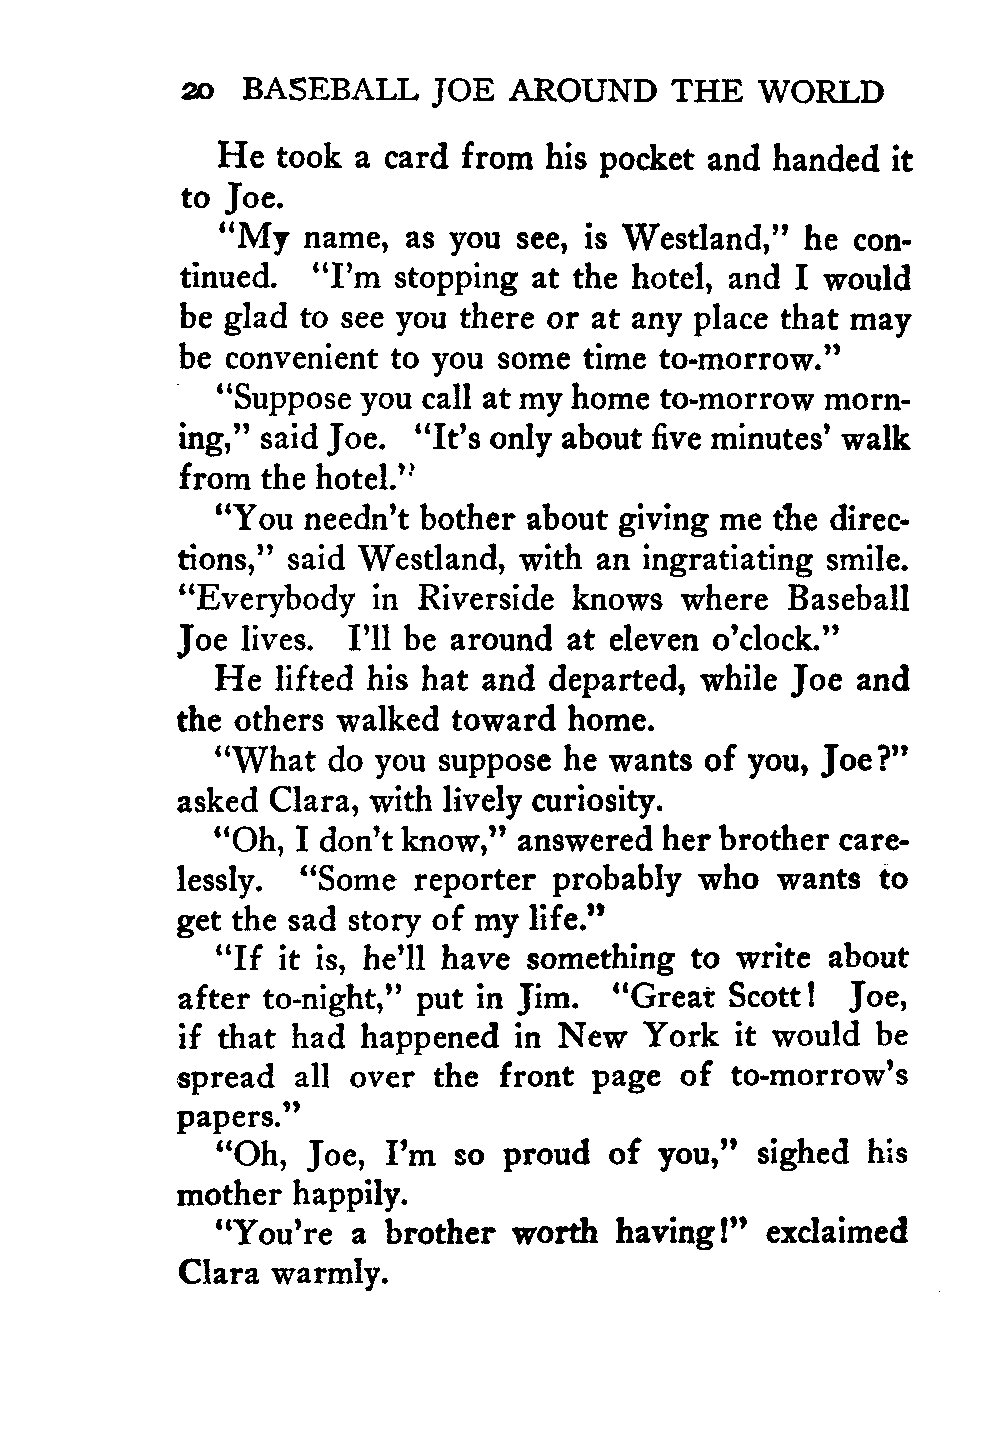 20 BASEBALL JOE AROUND THE WORLD
He took a card from his pocket and handed it
to Joe.
“My name, as you see, is Westland,” he con-
tinued. “I’m stopping at the hotel, and I would
be glad to see you there or at any place that may
be convenient to you some time to-morrow.”
“Suppose you call at my home to-morrow morn-
ing,” said Joe. “It’s only about five minutes’ walk
from the hotel.”
“You needn’t bother about giving me the direc-
tions,” said Westland, with an ingratiating smile.
“Everybody in Riverside knows where Baseball
Joe lives. I’ll be around at eleven o’clock.”
He lifted his hat and departed, while Joe and
the others walked toward home.
“What do you suppose he wants of you, Joe?”
asked Clara, with lively curiosity.
“Oh, I don’t know,” answered her brother care-
lessly. “Some reporter probably who wants to
get the sad story of my life.”
“If it is, he’ll have something to write about
after to-night,” put in Jim. “Great Scott! Joe,
if that had happened in New York it would be
spread all over the front page of to-morrow’s
papers.”
“Oh, Joe, I’m so proud of you,” sighed his
mother happily.
“You’re a brother worth having!” exclaimed
Clara warmly.